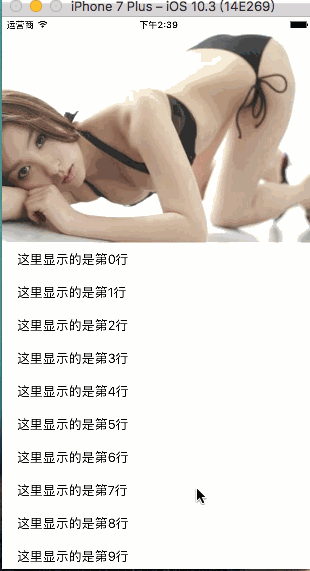 iPhone 7 Plus – iOS 10.3 (14E269)
运营商 下午2:39
这里显示的是第0行
这里显示的是第1行
这里显示的是第2行
这里显示的是第3行
这里显示的是第4行
这里显示的是第5行
这里显示的是第6行
这里显示的是第7行
这里显示的是第8行
这里显示的是第9行